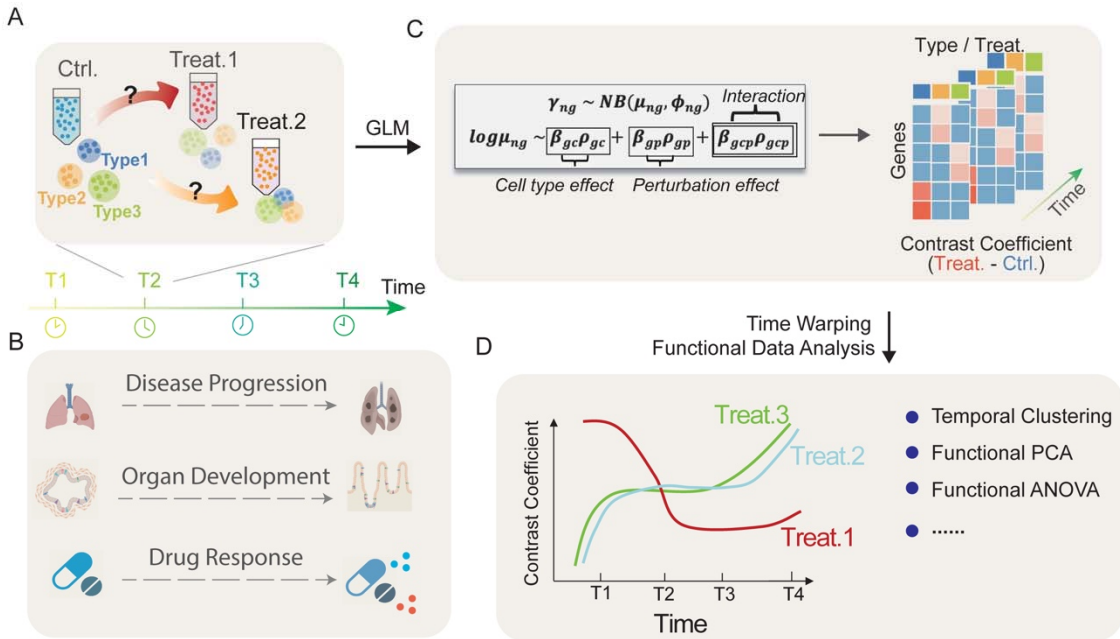 A
Ctrl.
Treat.1
?
Treat.2
Type1
?
Type2
Type3
GLM
T1
T2
T3
T4
Time
B
Disease Progression
Organ Development
Drug Response
C
γng ~ NB(μng, ϕng)
Interaction
logμng ~ βgcρgc + βgpρgp + βgcpρgcp
Cell type effect
Perturbation effect
Type / Treat.
Genes
Time
Contrast Coefficient
(Treat. - Ctrl.)
Time Warping
Functional Data Analysis
D
Contrast Coefficient
Treat.3
Treat.2
Treat.1
T1
T2
T3
T4
Time
Temporal Clustering
Functional PCA
Functional ANOVA
......